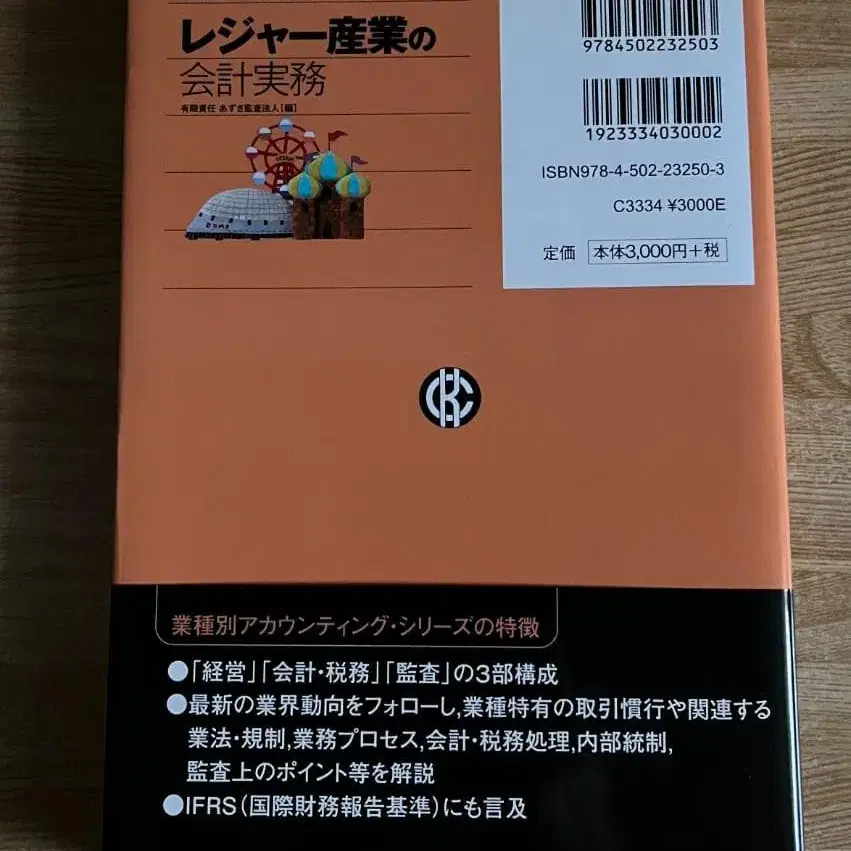 レジャー産業の
会計実務
有限責任 あずさ監査法人[編]
DOME
9784502232503
1923334030002
ISBN978-4-502-23250-3
C3334 ¥3000E
定価 本体3,000円+税
業種別アカウンティング・シリーズの特徴
●「経営」「会計・税務」「監査」の3部構成
●最新の業界動向をフォローし,業種特有の取引慣行や関連する
業法・規制,業務プロセス,会計・税務処理,内部統制,
監査上のポイント等を解説
●IFRS(国際財務報告基準)にも言及